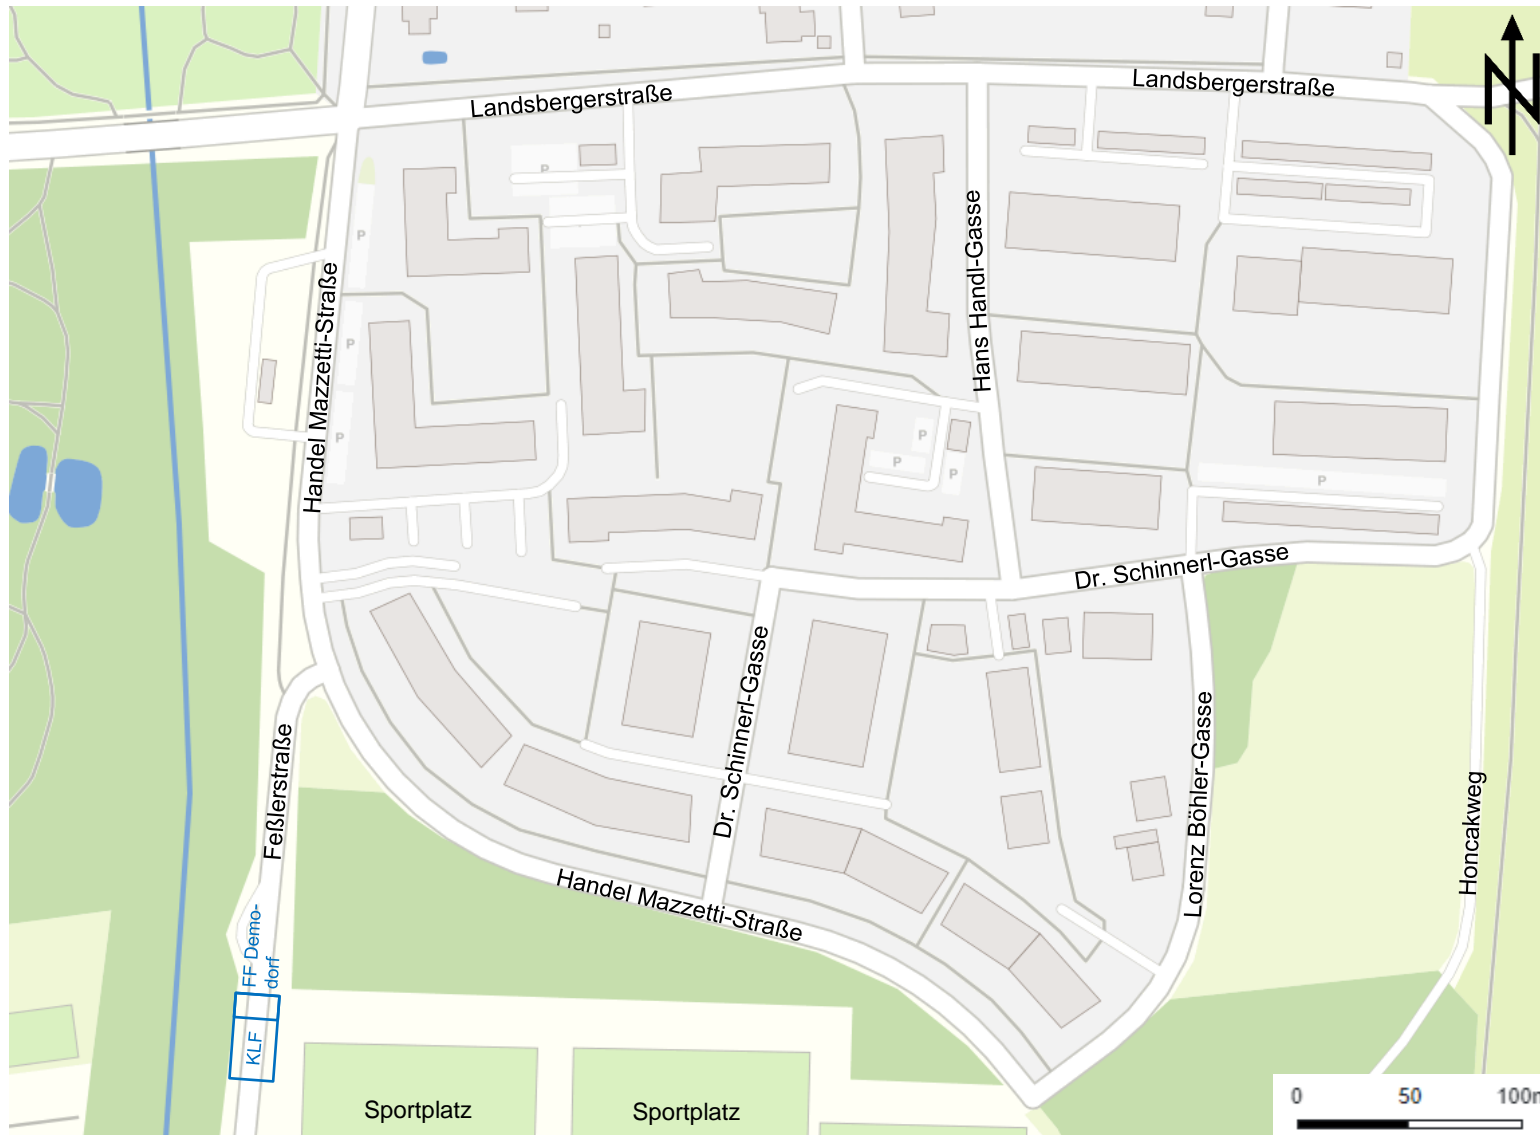 N
Landsbergerstraße
Landsbergerstraße
P
P
Hans Handl-Gasse
Handel Mazzetti-Straße
P
P
P
P
P
P
Dr. Schinnerl-Gasse
Dr. Schinnerl-Gasse
Lorenz Böhler-Gasse
Feßlerstraße
Honcakweg
Handel Mazzetti-Straße
FF Demo-
dorf
KLF
Sportplatz
Sportplatz
0 50 100m